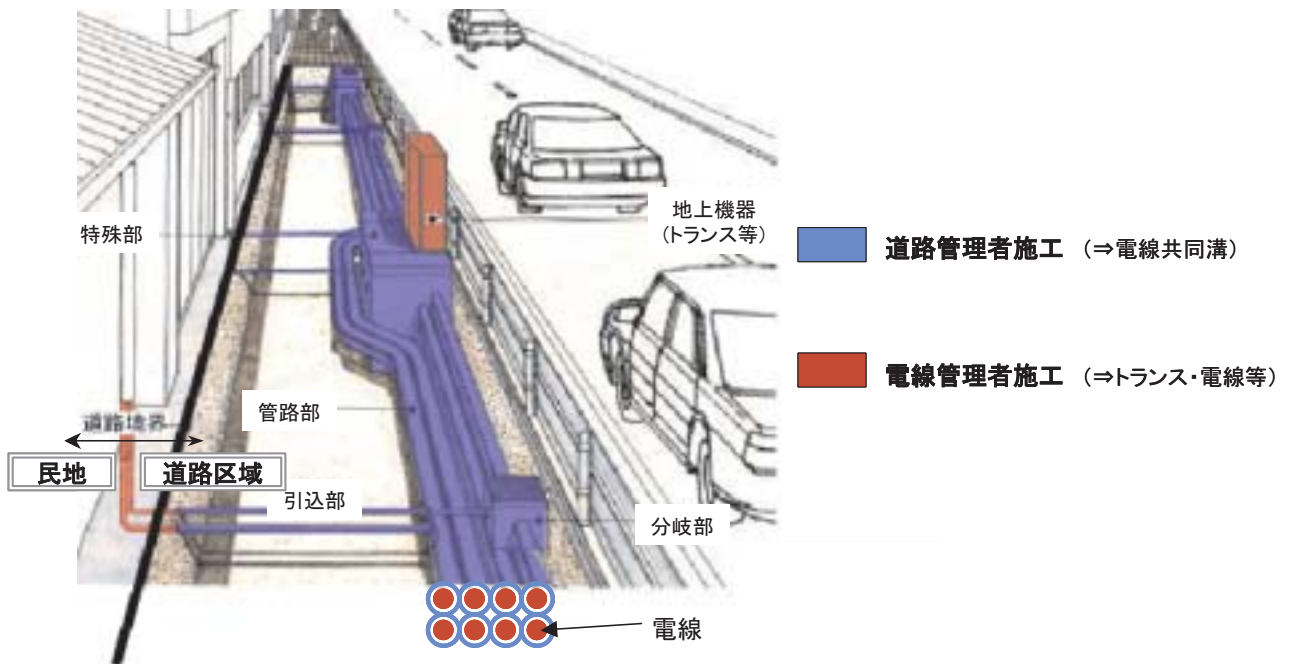 特殊部
地上機器
(トランス等)
道路管理者施工 (⇒電線共同溝)
電線管理者施工 (⇒トランス・電線等)
管路部
道路境界
民地
道路区域
引込部
分岐部
電線